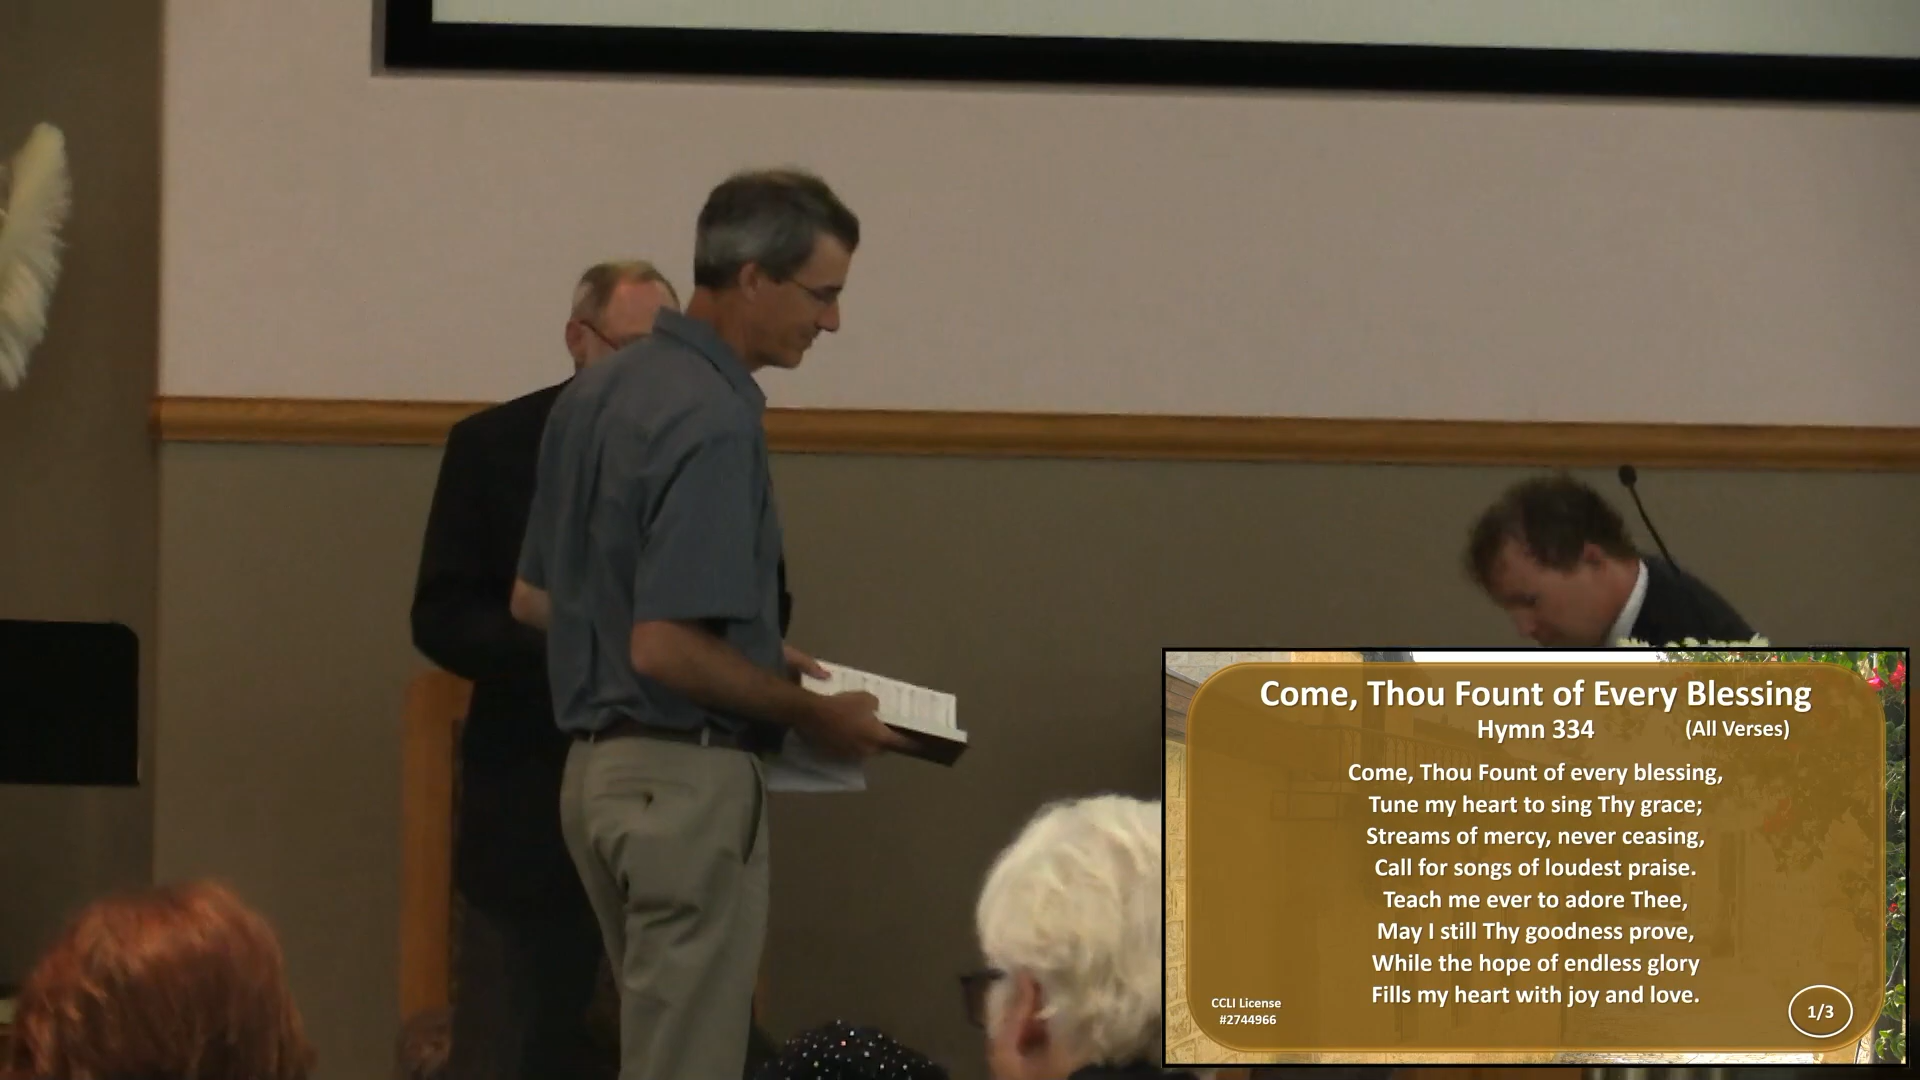 Come, Thou Fount of Every Blessing
Hymn 334 (All Verses)
Come, Thou Fount of every blessing,
Tune my heart to sing Thy grace;
Streams of mercy, never ceasing,
Call for songs of loudest praise.
Teach me ever to adore Thee,
May I still Thy goodness prove,
While the hope of endless glory
Fills my heart with joy and love.
CCLI License
#2744966
1/3